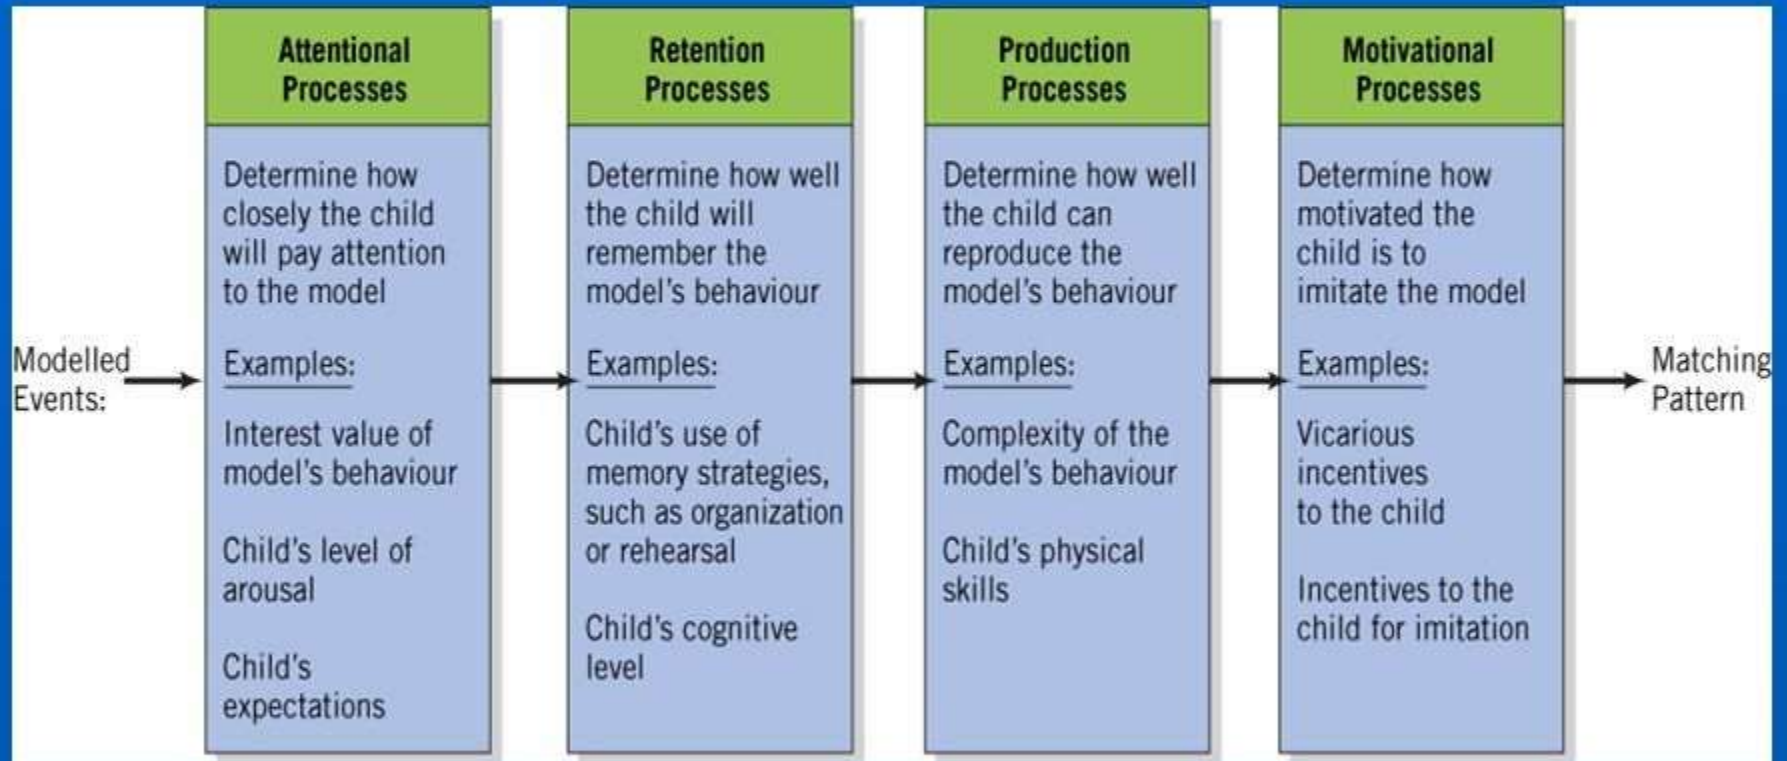 Modelled
Events:
Attentional
Processes
Determine how
closely the child
will pay attention
to the model
Examples:
Interest value of
model's behaviour
Child's level of
arousal
Child's
expectations
Retention
Processes
Determine how well
the child will
remember the
model's behaviour
Examples:
Child's use of
memory strategies,
such as organization
or rehearsal
Child's cognitive
level
Production
Processes
Determine how well
the child can
reproduce the
model's behaviour
Examples:
Complexity of the
model's behaviour
Child's physical
skills
Motivational
Processes
Determine how
motivated the
child is to
imitate the model
Examples:
Vicarious
incentives
to the child
Incentives to the
child for imitation
Matching
Pattern